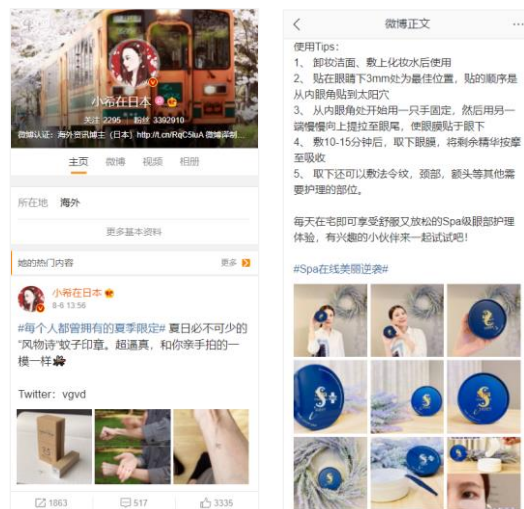 小希在日本
关注 2295 粉丝 3392910
微博认证：海外资讯博主（日本）http://t.cn/RqC5luA 微博译制...
主页 微博 视频 相册
所在地 海外
更多基本资料
她的热门内容 更多
小希在日本
8-6 13:56
#每个人都曾拥有的夏季限定# 夏日必不可少的
“风物诗”蚊子印章。超逼真，和你亲手拍的一
模一样
Twitter：vgvd
1863 517 3335
微博正文
使用Tips：
1、 卸妆洁面、敷上化妆水后使用
2、 贴在眼睛下3mm处为最佳位置，贴的顺序是
从内眼角贴到太阳穴
3、 从内眼角处开始用一只手固定，然后用另一
端慢慢向上提拉至眼尾，使眼膜贴于眼下
4、 敷10-15分钟后，取下眼膜，将剩余精华按摩
至吸收
5、 取下还可以敷法令纹，颈部，额头等其他需
要护理的部位。
每天在宅即可享受舒服又放松的Spa级眼部护理
体验，有兴趣的小伙伴来一起试试吧！
#Spa在线美丽逆袭#